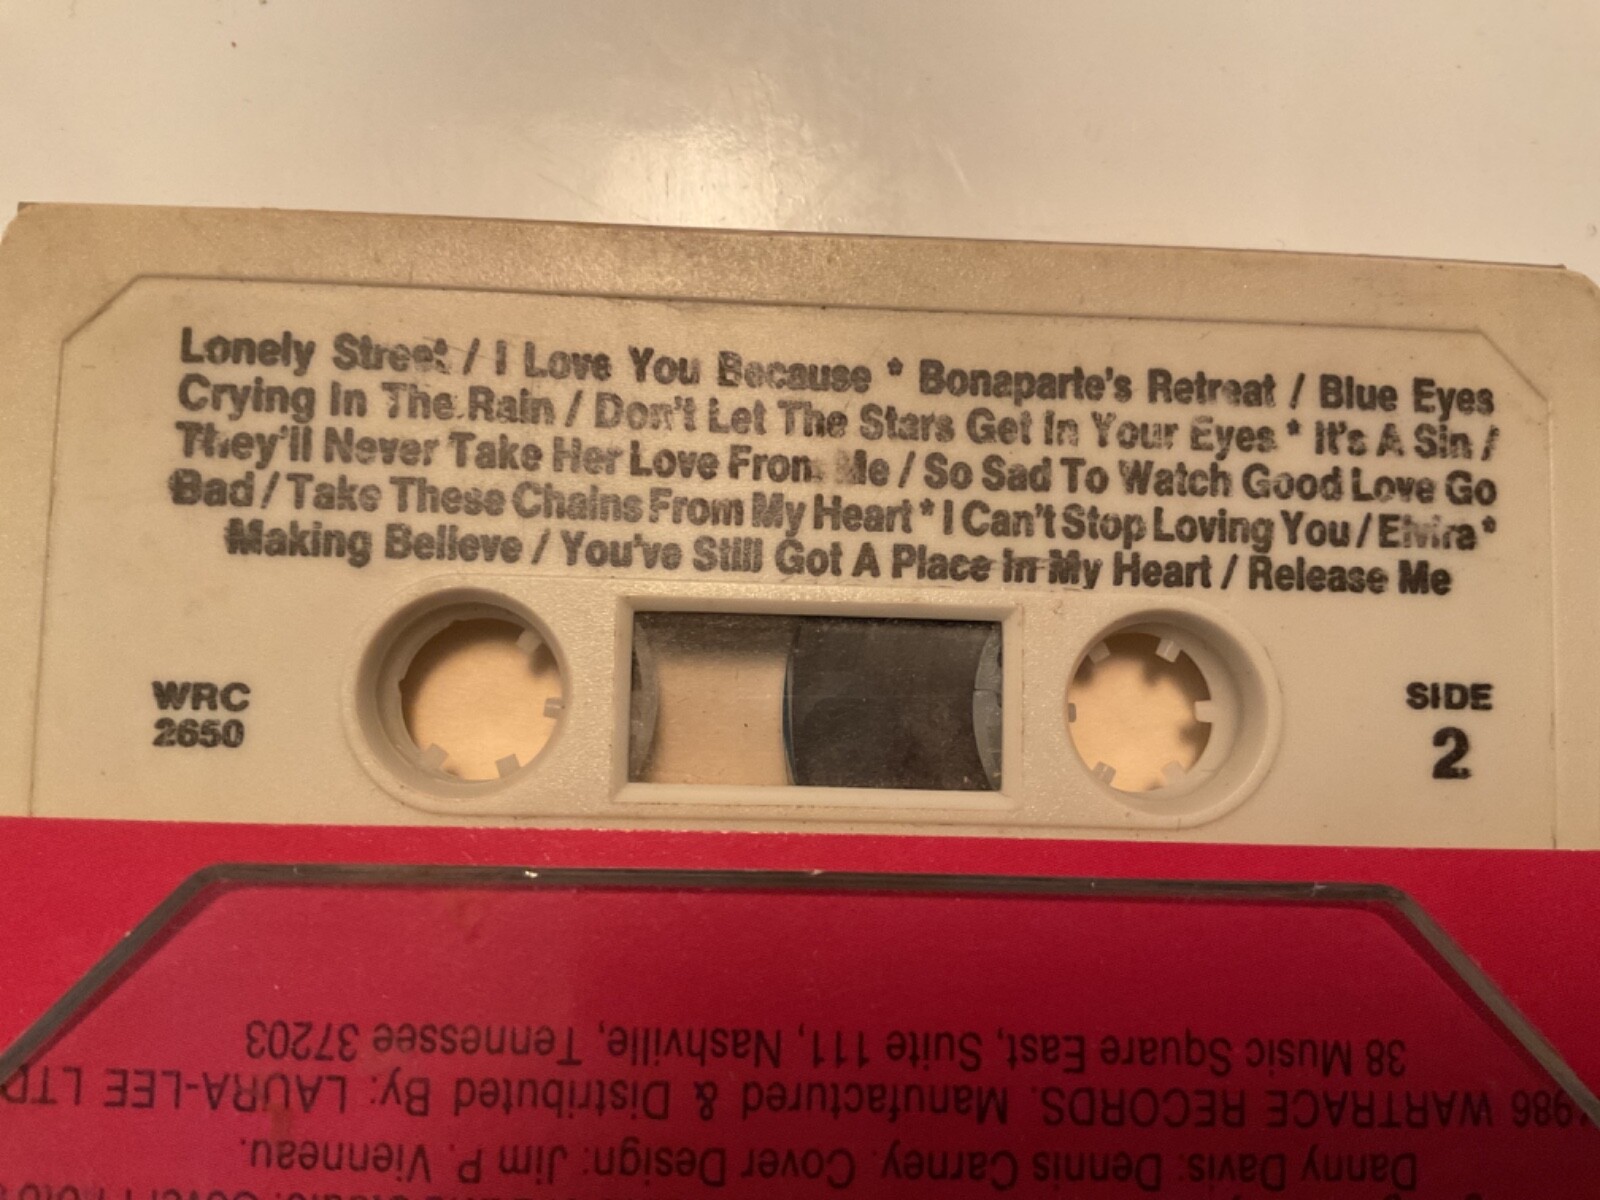 Lonely Street / I Love You Because * Bonaparte's Retreat / Blue Eyes
Crying In The Rain / Don't Let The Stars Get In Your Eyes * It's A Sin /
They'll Never Take Her Love From Me / So Sad To Watch Good Love Go
Bad / Take These Chains From My Heart * I Can't Stop Loving You / Elvira *
Making Believe / You've Still Got A Place In My Heart / Release Me
WRC
2650
SIDE
2
38 Music Square East, Suite 111, Nashville, Tennessee 37203
1986 WARTRACE RECORDS. Manufactured & Distributed By: LAURA-LEE LTD
Danny Davis: Dennis Carney. Cover Design: Jim P. Vienneau.